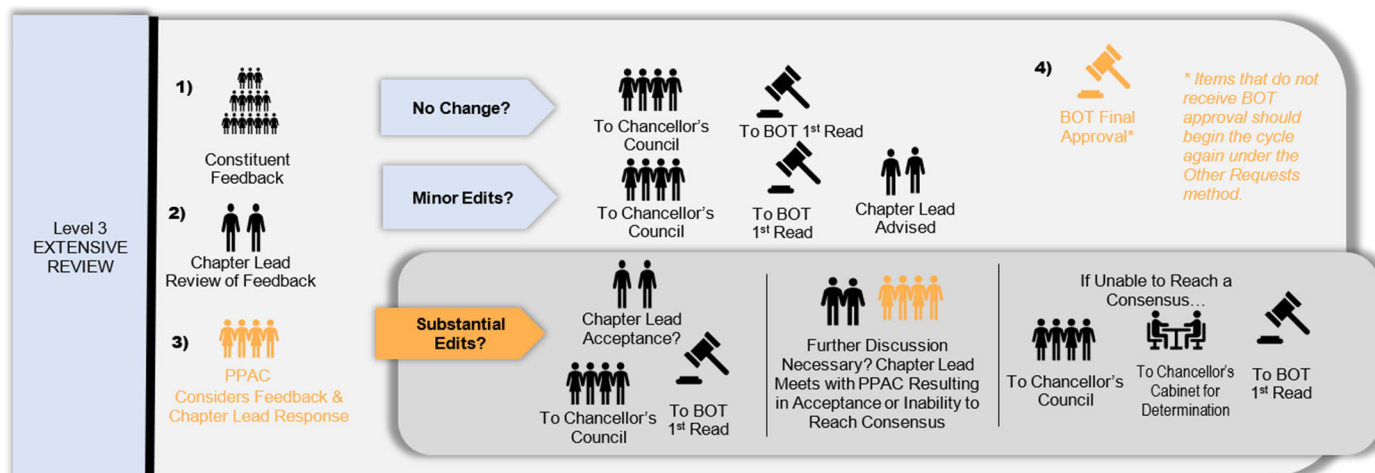 Level 3
EXTENSIVE
REVIEW
1)
Constituent
Feedback
2)
Chapter Lead
Review of Feedback
3)
PPAC
Considers Feedback &
Chapter Lead Response
No Change?
To Chancellor's
Council
To BOT 1st Read
Minor Edits?
To Chancellor's
Council
To BOT
1st Read
Chapter Lead
Advised
4)
BOT Final
Approval*
* Items that do not
receive BOT
approval should
begin the cycle
again under the
Other Requests
method.
Substantial
Edits?
Chapter Lead
Acceptance?
To Chancellor's
Council
To BOT
1st Read
Further Discussion
Necessary? Chapter Lead
Meets with PPAC Resulting
in Acceptance or Inability to
Reach Consensus
If Unable to Reach a
Consensus...
To Chancellor's
Council
To Chancellor's
Cabinet for
Determination
To BOT
1st Read